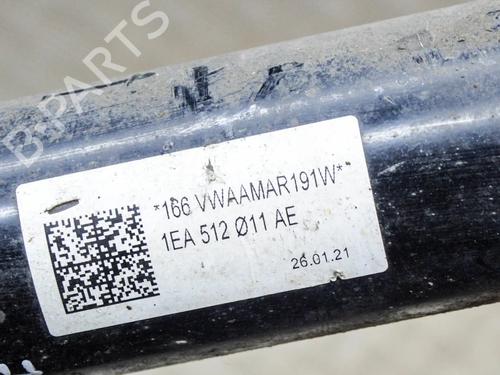 B-PARTS
*166 VWAAMAR191W*
1EA 512 Ø11 AE
26.01.21